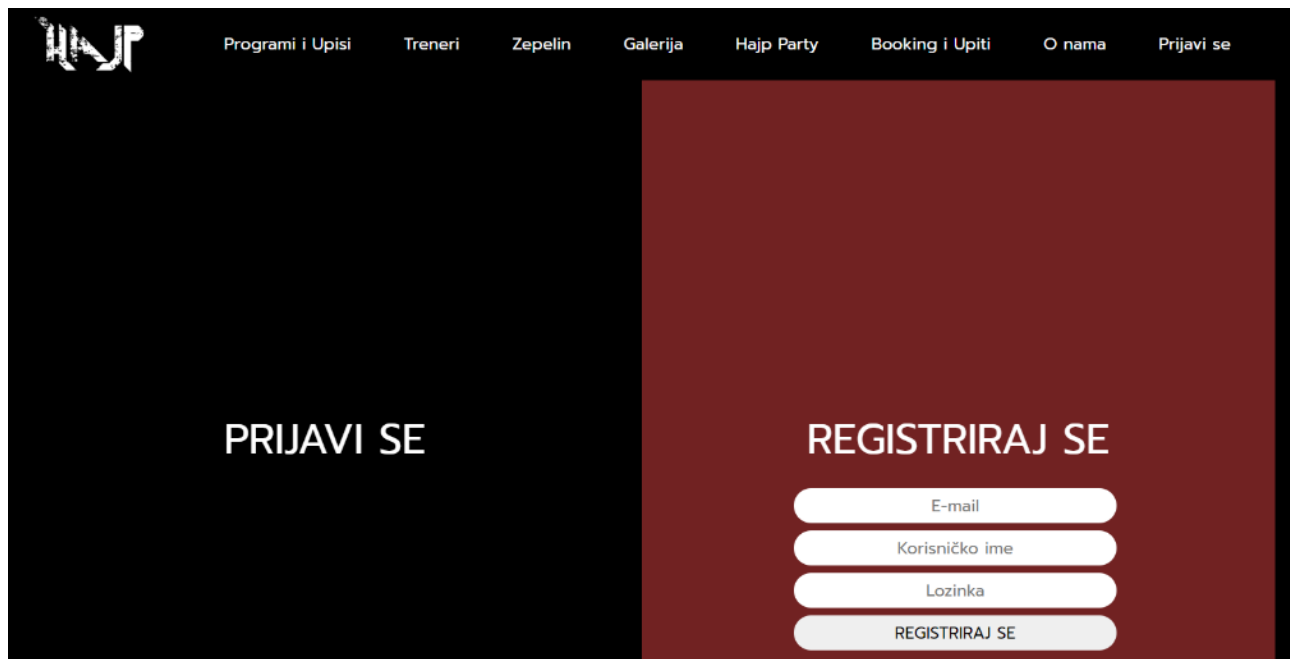 HAJP
Programi i Upisi Treneri Zepelin Galerija Hajp Party Booking i Upiti O nama Prijavi se
PRIJAVI SE
REGISTRIRAJ SE
E-mail
Korisničko ime
Lozinka
REGISTRIRAJ SE